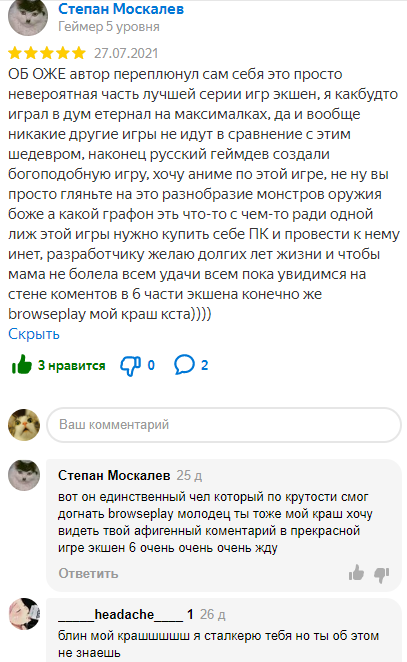 Степан Москалев
Геймер 5 уровня
27.07.2021
ОБ ОЖЕ автор переплюнул сам себя это просто
невероятная часть лучшей серии игр экшен, я какбудто
играл в дум етернал на максималках, да и вообще
никакие другие игры не идут в сравнение с этим
шедевром, наконец русский геймдев создали
богоподобную игру, хочу аниме по этой игре, не ну вы
просто гляньте на это разнобразие монстров оружия
боже а какой графон эть что-то с чем-то ради одной
лиж этой игры нужно купить себе ПК и провести к нему
инет, разработчику желаю долгих лет жизни и чтобы
мама не болела всем удачи всем пока увидимся на
стене коментов в 6 части экшена конечно же
browseplay мой краш кста))))
Скрыть
3 нравится 0 2
Ваш комментарий
Степан Москалев 25 д
вот он единственный чел который по крутости смог
догнать browseplay молодец ты тоже мой краш хочу
видеть твой афигенный коментарий в прекрасной
игре экшен 6 очень очень очень жду
Ответить
_____headache____ 1 26 д
блин мой крашшшшш я сталкерю тебя но ты об этом
не знаешь